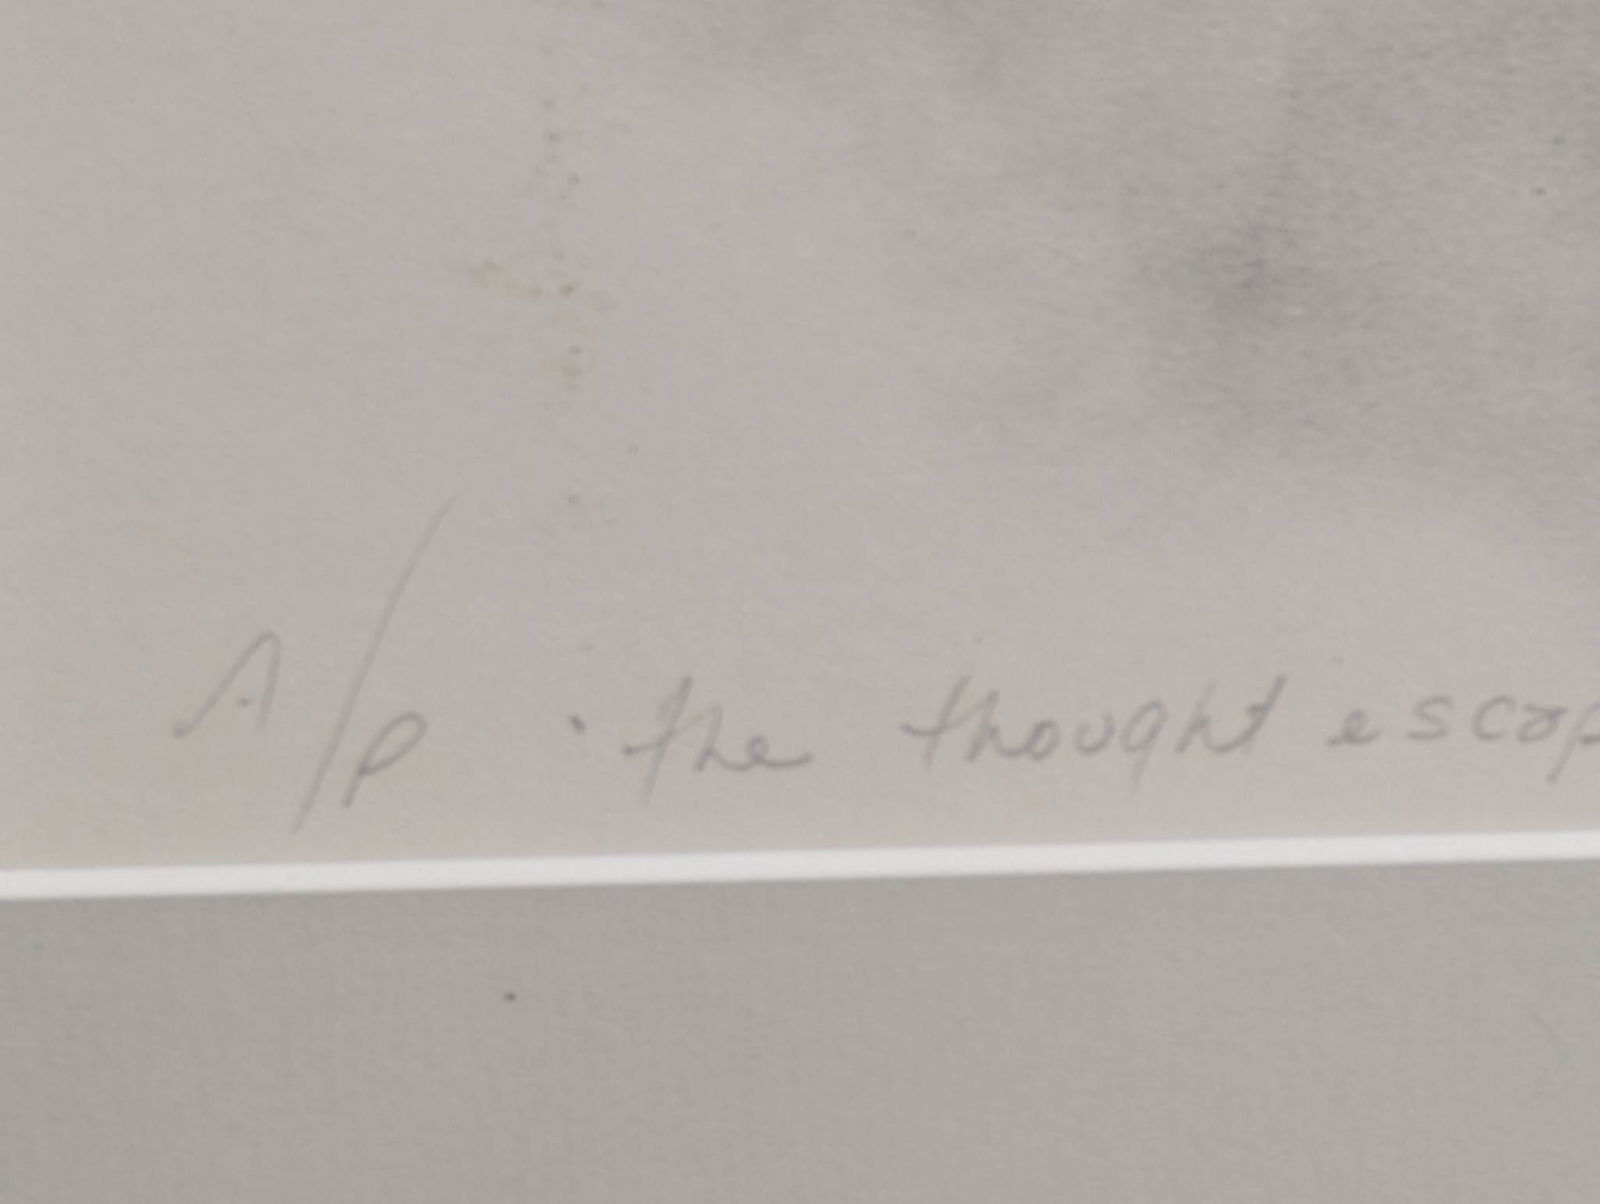 A/P . the thought escap